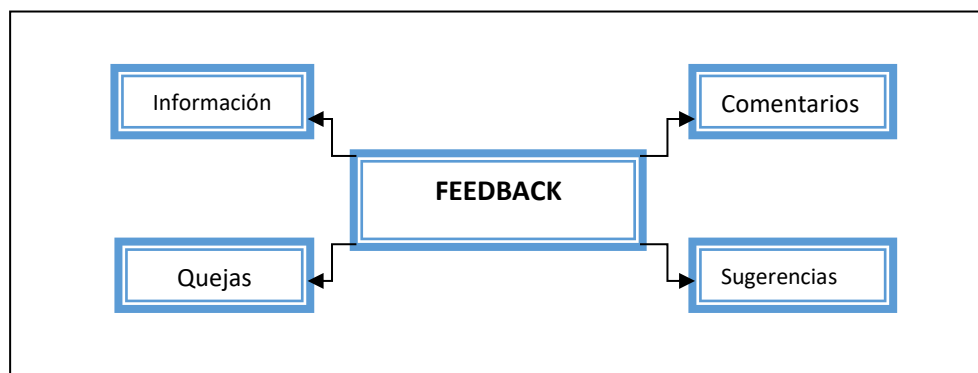 Información
Comentarios
FEEDBACK
Quejas
Sugerencias